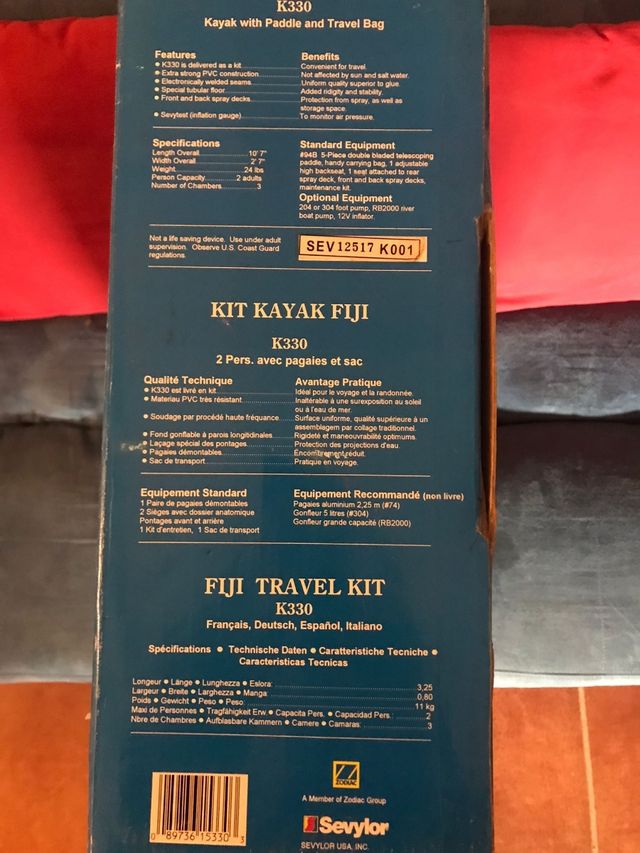 K330
Kayak with Paddle and Travel Bag
Features Benefits
● K330 is delivered as a kit Convenient for travel.
● Extra strong PVC construction Not affected by sun and salt water.
● Electronically welded seams Uniform quality superior to glue.
● Special tubular floor Added ridigity and stability.
● Front and back spray decks Protection from spray, as well as
storage space.
● Sevytest (inflation gauge) To monitor air pressure.
Specifications
Length Overall 10' 7"
Width Overall 2' 7"
Weight 24 lbs
Person Capacity 2 adults
Number of Chambers 3
Standard Equipment
#94B 5-Piece double bladed telescoping
paddle, handy carrying bag, 1 adjustable
high backseat, 1 seat attached to rear
spray deck, front and back spray decks,
maintenance kit.
Optional Equipment
204 or 304 foot pump, RB2000 river
boat pump, 12V inflator.
Not a life saving device. Use under adult
supervision. Observe U.S. Coast Guard
regulations.
SEV12517 K001
KIT KAYAK FIJI
K330
2 Pers. avec pagaies et sac
Qualité Technique Avantage Pratique
● K330 est livré en kit Idéal pour le voyage et la randonnée.
● Materiau PVC très résistant Inaltérable à une surexposition au soleil
ou à l'eau de mer.
● Soudage par procédé haute fréquance Surface uniforme, qualité supérieure à un
assemblagem par collage traditionnel.
● Fond gonflable à parois longitidinales Rigideté et maneouvrabilité optimums.
● Laçage spécial des pontages Protection des projections d'eau.
● Pagaies démontables Encombrement réduit.
● Sac de transport Pratique en voyage.
Equipement Standard
1 Paire de pagaies démontables
2 Sièges avec dossier anatomique
Pontages avant et arrière
1 Kit d'entretien, 1 Sac de transport
Equipement Recommandé (non livre)
Pagaies aluminium 2,25 m (#74)
Gonfleur 5 litres (#304)
Gonfleur grande capacité (RB2000)
FIJI TRAVEL KIT
K330
Français, Deutsch, Español, Italiano
Spécifications ● Technische Daten ● Caratteristiche Tecniche ●
Caracteristicas Tecnicas
Longeur ● Länge ● Lunghezza ● Eslora 3,25
Largeur ● Breite ● Larghezza ● Manga 0,80
Poids ● Gewicht ● Peso ● Peso 11 kg
Maxi de Personnes ● Tragfähigkeit Erw. ● Capacita Pers. ● Capacidad Pers. 2
Nbre de Chambres ● Aufblasbare Kammern ● Camere ● Camaras 3
ZODIAC
A Member of Zodiac Group
Sevylor
SEVYLOR USA, INC.
0 89736 15330 3